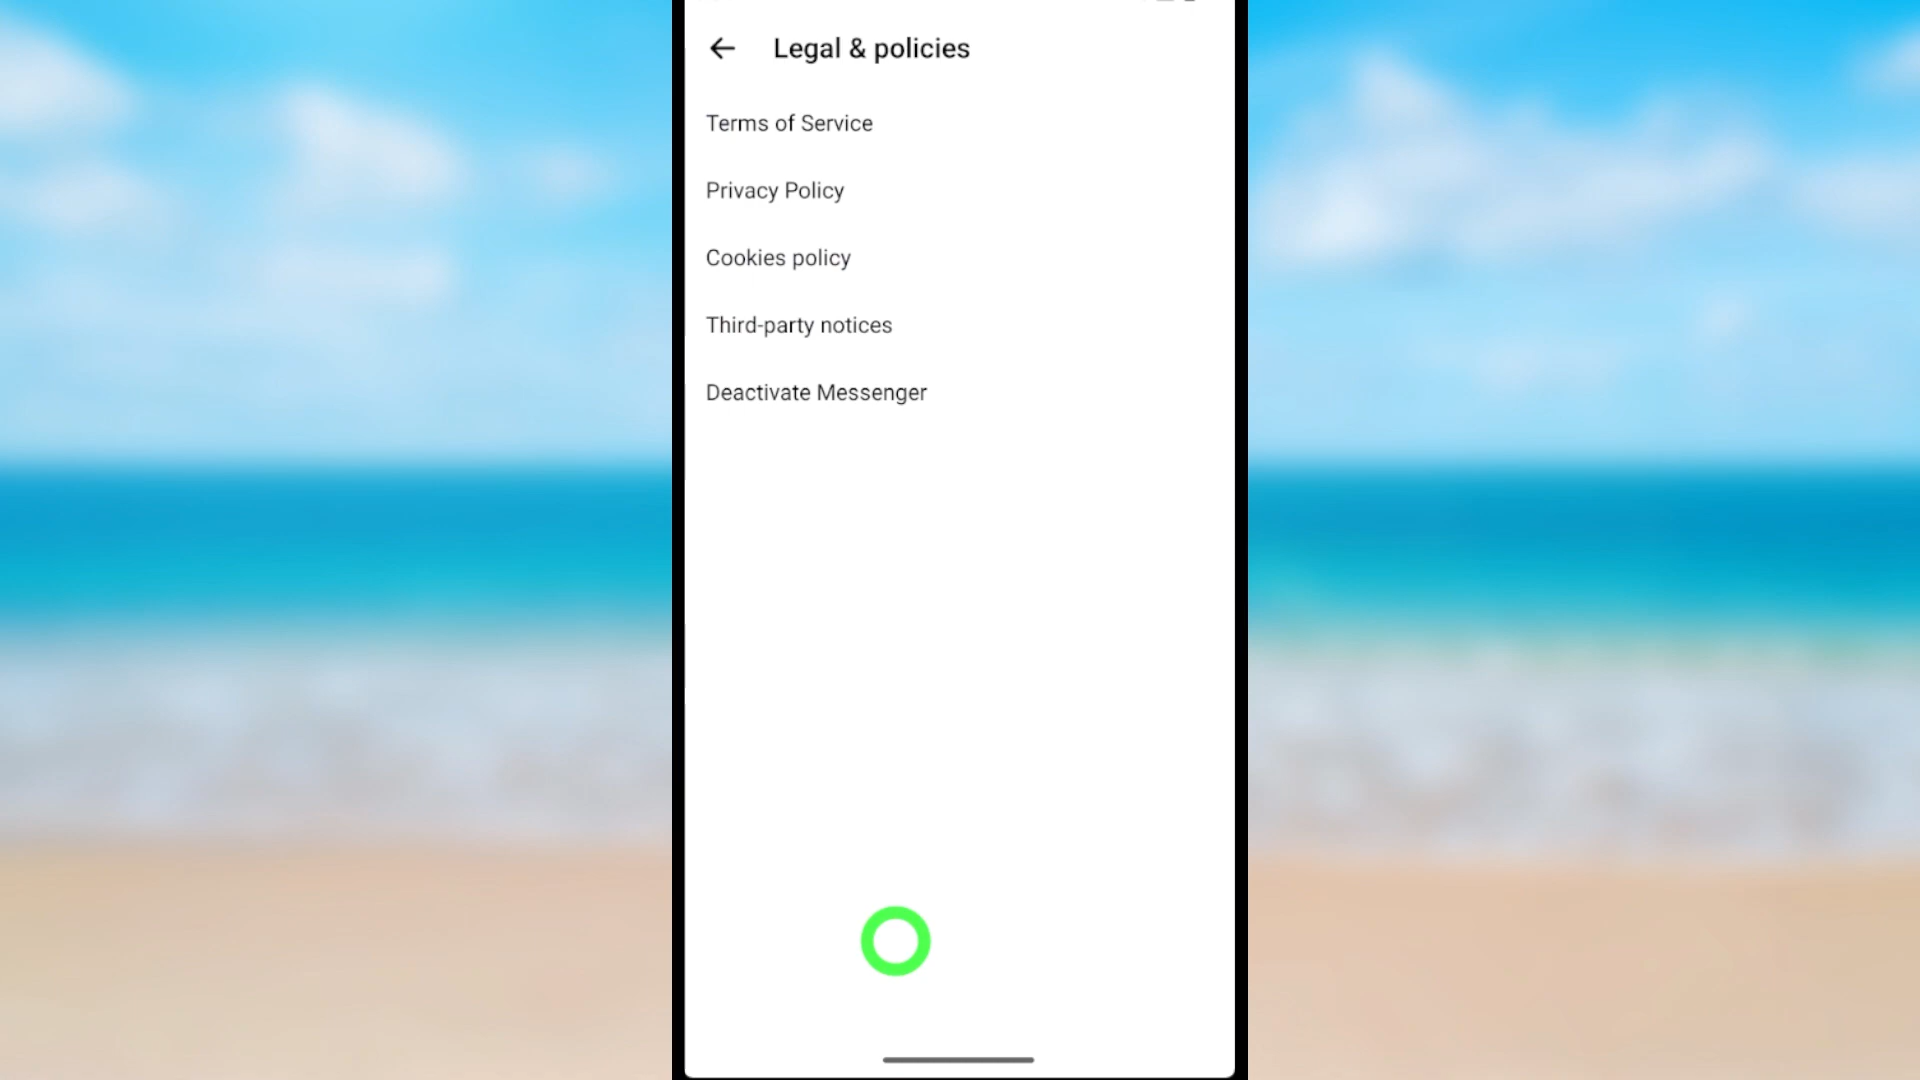 Legal & policies
Terms of Service
Privacy Policy
Cookies policy
Third-party notices
Deactivate Messenger